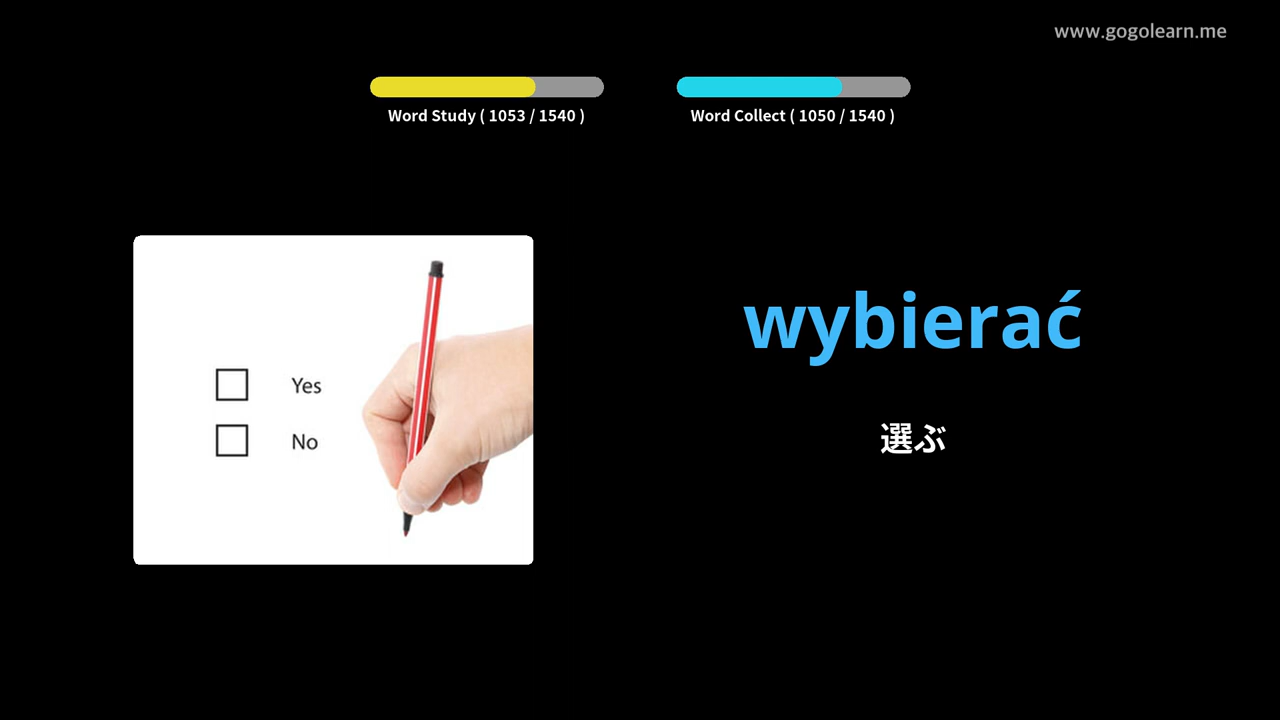 www.gogolearn.me
Word Study ( 1053 / 1540 )
Word Collect ( 1050 / 1540 )
Yes
No
wybierać
選ぶ